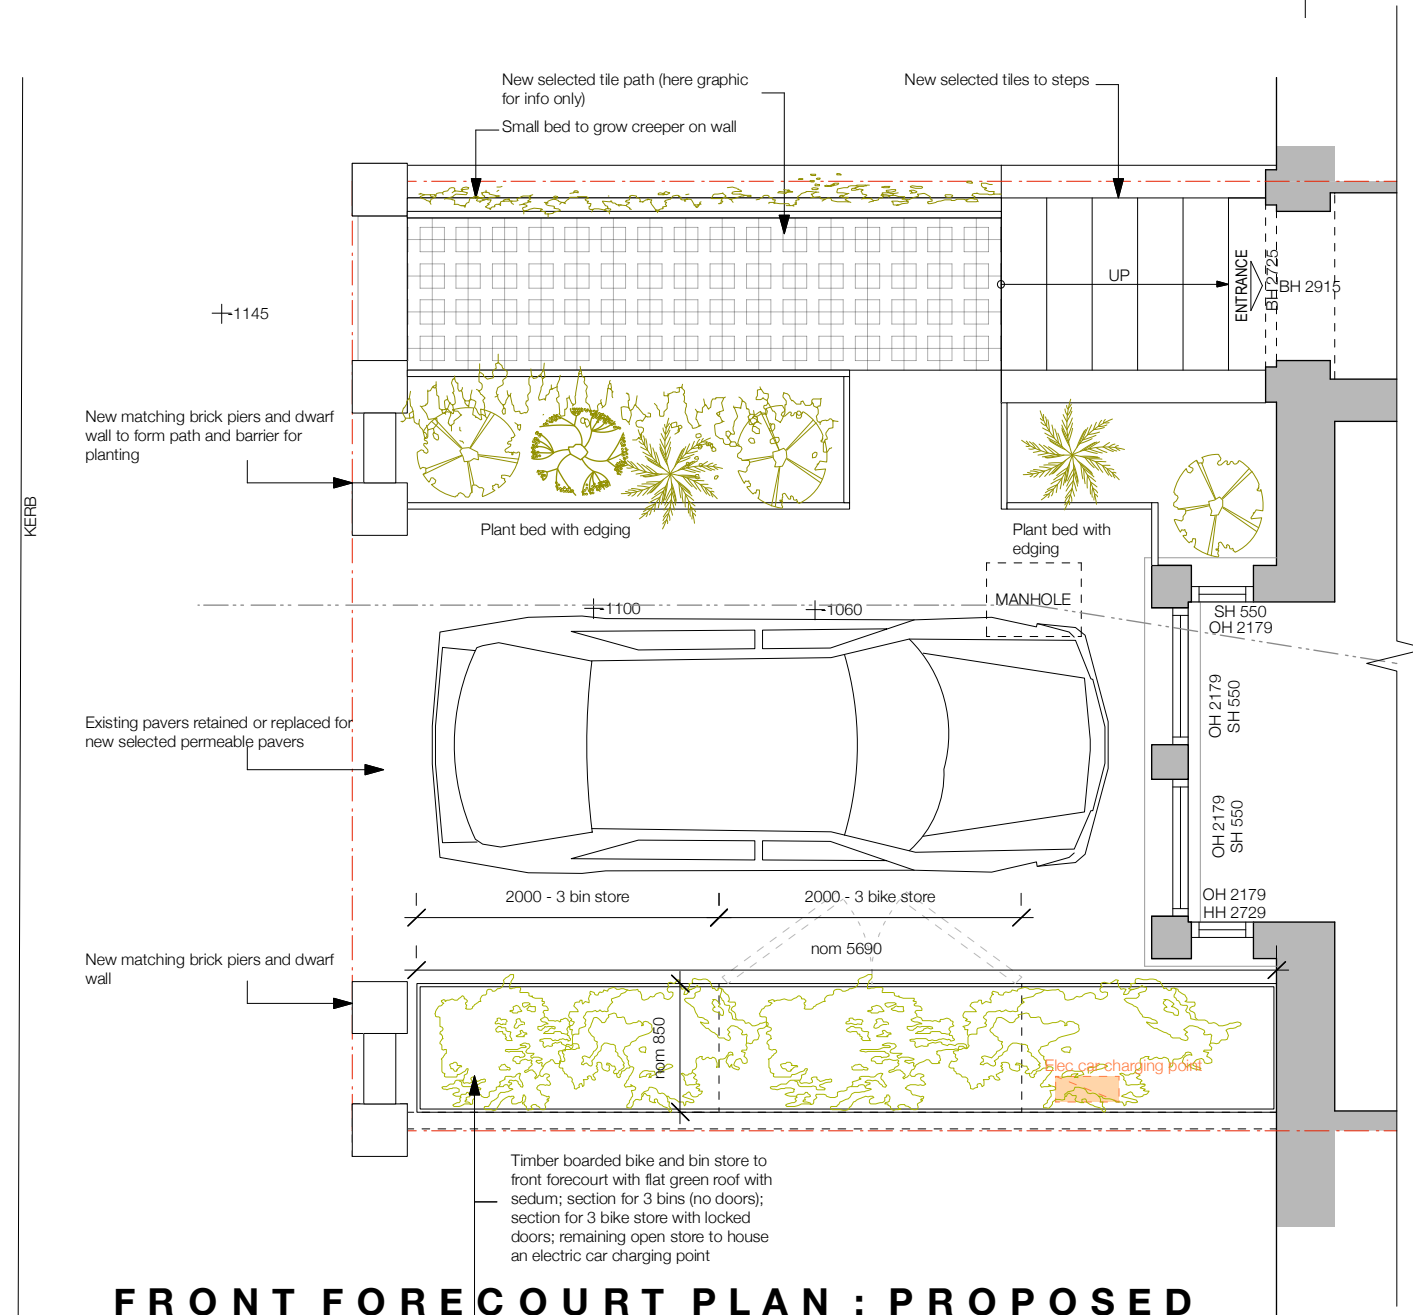 New selected tile path (here graphic
for info only)
Small bed to grow creeper on wall
New selected tiles to steps
UP
ENTRANCE
BH 2725
BH 2915
-1145
New matching brick piers and dwarf
wall to form path and barrier for
planting
KERB
Plant bed with edging
Plant bed with
edging
MANHOLE
-1100
-1060
SH 550
OH 2179
OH 2179
SH 550
Existing pavers retained or replaced for
new selected permeable pavers
OH 2179
SH 550
OH 2179
HH 2729
2000 - 3 bin store
2000 - 3 bike store
nom 5690
New matching brick piers and dwarf
wall
nom 850
Elec car charging point
Timber boarded bike and bin store to
front forecourt with flat green roof with
sedum; section for 3 bins (no doors);
section for 3 bike store with locked
doors; remaining open store to house
an electric car charging point
FRONT FORECOURT PLAN : PROPOSED